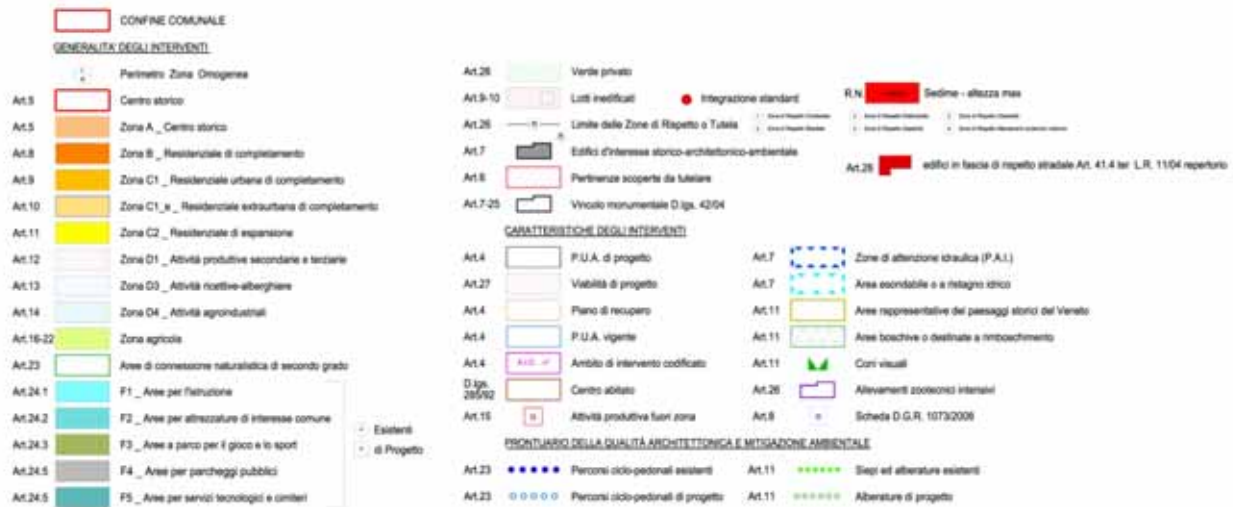 CONFINE COMUNALE
GENERALITA' DEGLI INTERVENTI
Perimetro Zona Omogenea
Art.5 Centro storico
Art.5 Zona A _ Centro storico
Art.8 Zona B _ Residenziale di completamento
Art.9 Zona C1 _ Residenziale urbana di completamento
Art.10 Zona C1_e _ Residenziale extraurbana di completamento
Art.11 Zona C2 _ Residenziale di espansione
Art.12 Zona D1 _ Attività produttive secondarie e terziarie
Art.13 Zona D3 _ Attività ricettive-alberghiere
Art.14 Zona D4 _ Attività agroindustriali
Art.16-22 Zona agricola
Art.23 Aree di connessione naturalistica di secondo grado
Art.24.1 F1 _ Aree per l'istruzione
Art.24.2 F2 _ Aree per attrezzature di interesse comune
Art.24.3 F3 _ Aree a parco per il gioco e lo sport
Art.24.5 F4 _ Aree per parcheggi pubblici
Art.24.5 F5 _ Aree per servizi tecnologici e cimiteri
Esistenti
di Progetto
Art.28 Verde privato
Art.9-10 Lotti inedificati
Integrazione standard
Art.26 Limite delle Zone di Rispetto o Tutela
Art.7 Edifici d'interesse storico-architettonico-ambientale
Art.6 Pertinenze scoperte da tutelare
Art.7-25 Vincolo monumentale D.lgs. 42/04
R.N. Sedime - altezza max
Art.28 edifici in fascia di rispetto stradale Art. 41.4 ter L.R. 11/04 repertorio
CARATTERISTICHE DEGLI INTERVENTI
Art.4 P.U.A. di progetto
Art.27 Viabilità di progetto
Art.4 Piano di recupero
Art.4 P.U.A. vigente
Art.4 Ambito di intervento codificato
D.lgs. 285/92 Centro abitato
Art.15 Attività produttiva fuori zona
Art.7 Zone di attenzione idraulica (P.A.I.)
Art.7 Area esondabile o a ristagno idrico
Art.11 Aree rappresentative dei paesaggi storici del Veneto
Art.11 Aree boschive o destinate a rimboschimento
Art.11 Coni visuali
Art.26 Allevamenti zootecnici intensivi
Art.8 Scheda D.G.R. 1073/2006
PRONTUARIO DELLA QUALITÀ ARCHITETTONICA E MITIGAZIONE AMBIENTALE
Art.23 Percorsi ciclo-pedonali esistenti
Art.23 Percorsi ciclo-pedonali di progetto
Art.11 Siepi ed alberature esistenti
Art.11 Alberature di progetto